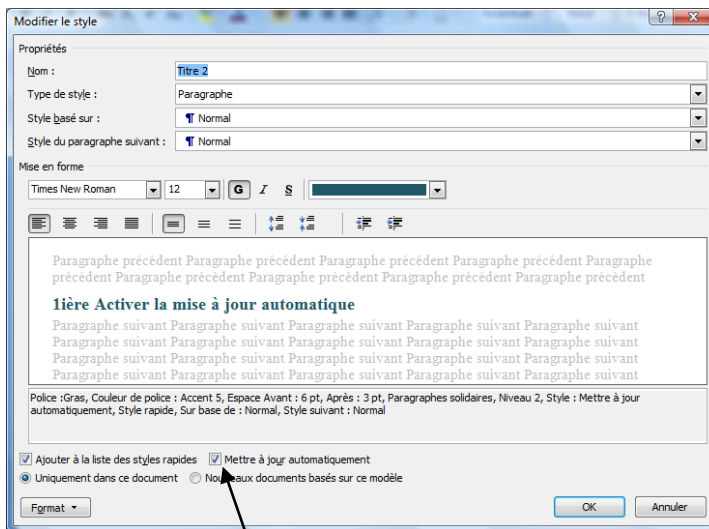 Modifier le style
Propriétés
Nom :
Titre 2
Type de style :
Paragraphe
Style basé sur :
¶ Normal
Style du paragraphe suivant :
¶ Normal
Mise en forme
Times New Roman 12 G I S
Paragraphe précédent Paragraphe précédent Paragraphe précédent Paragraphe précédent Paragraphe
précédent Paragraphe précédent Paragraphe précédent Paragraphe précédent Paragraphe précédent
1ière Activer la mise à jour automatique
Paragraphe suivant Paragraphe suivant Paragraphe suivant Paragraphe suivant Paragraphe suivant
Paragraphe suivant Paragraphe suivant Paragraphe suivant Paragraphe suivant Paragraphe suivant
Paragraphe suivant Paragraphe suivant Paragraphe suivant Paragraphe suivant Paragraphe suivant
Paragraphe suivant Paragraphe suivant Paragraphe suivant Paragraphe suivant Paragraphe suivant
Police :Gras, Couleur de police : Accent 5, Espace Avant : 6 pt, Après : 3 pt, Paragraphes solidaires, Niveau 2, Style : Mettre à jour
automatiquement, Style rapide, Sur base de : Normal, Style suivant : Normal
Ajouter à la liste des styles rapides Mettre à jour automatiquement
Uniquement dans ce document Nouveaux documents basés sur ce modèle
Format OK Annuler